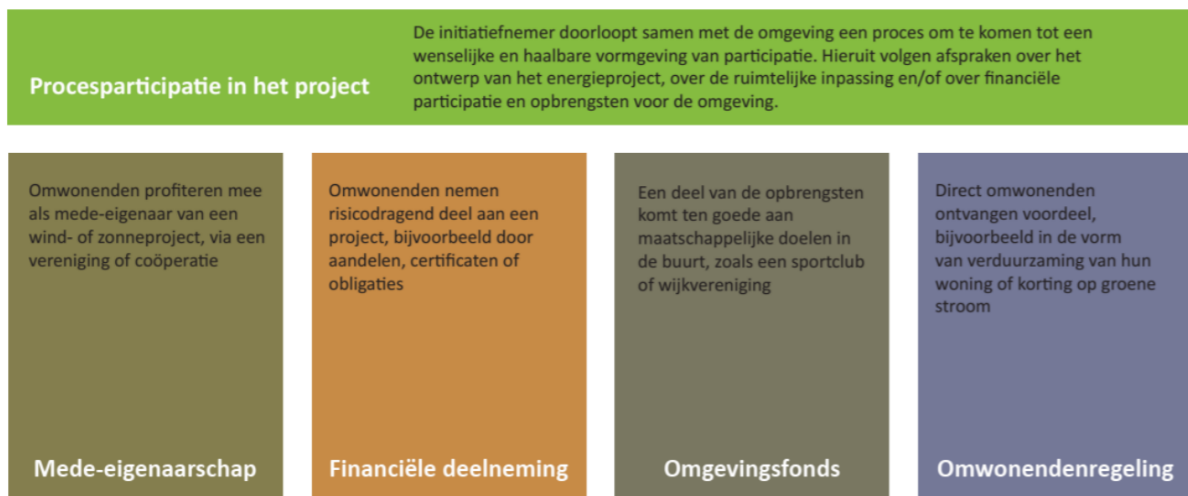 Procesparticipatie in het project
De initiatiefnemer doorloopt samen met de omgeving een proces om te komen tot een
wenselijke en haalbare vormgeving van participatie. Hieruit volgen afspraken over het
ontwerp van het energieproject, over de ruimtelijke inpassing en/of over financiële
participatie en opbrengsten voor de omgeving.
Omwonenden profiteren mee
als mede-eigenaar van een
wind- of zonneproject, via een
vereniging of coöperatie
Mede-eigenaarschap
Omwonenden nemen
risicodragend deel aan een
project, bijvoorbeeld door
aandelen, certificaten of
obligaties
Financiële deelneming
Een deel van de opbrengsten
komt ten goede aan
maatschappelijke doelen in
de buurt, zoals een sportclub
of wijkvereniging
Omgevingsfonds
Direct omwonenden
ontvangen voordeel,
bijvoorbeeld in de vorm
van verduurzaming van hun
woning of korting op groene
stroom
Omwonendenregeling